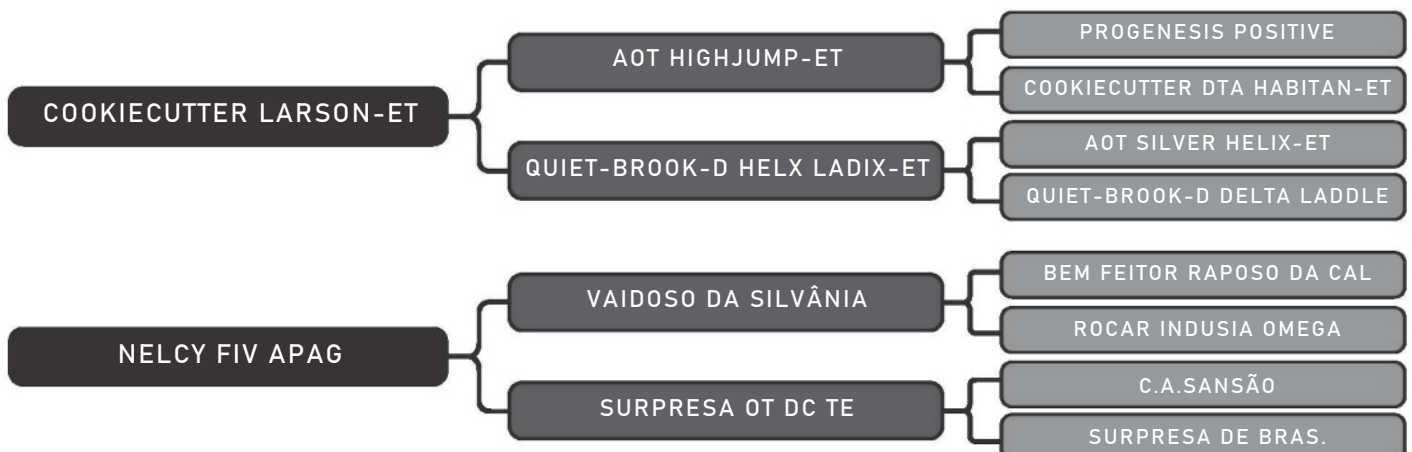 COOKIECUTTER LARSON-ET
AOT HIGHJUMP-ET
PROGENESIS POSITIVE
COOKIECUTTER DTA HABITAN-ET
QUIET-BROOK-D HELX LADIX-ET
AOT SILVER HELIX-ET
QUIET-BROOK-D DELTA LADDLE
NELCY FIV APAG
VAIDOSO DA SILVÂNIA
BEM FEITOR RAPOSO DA CAL
ROCAR INDUSIA OMEGA
SURPRESA OT DC TE
C.A.SANSÃO
SURPRESA DE BRAS.